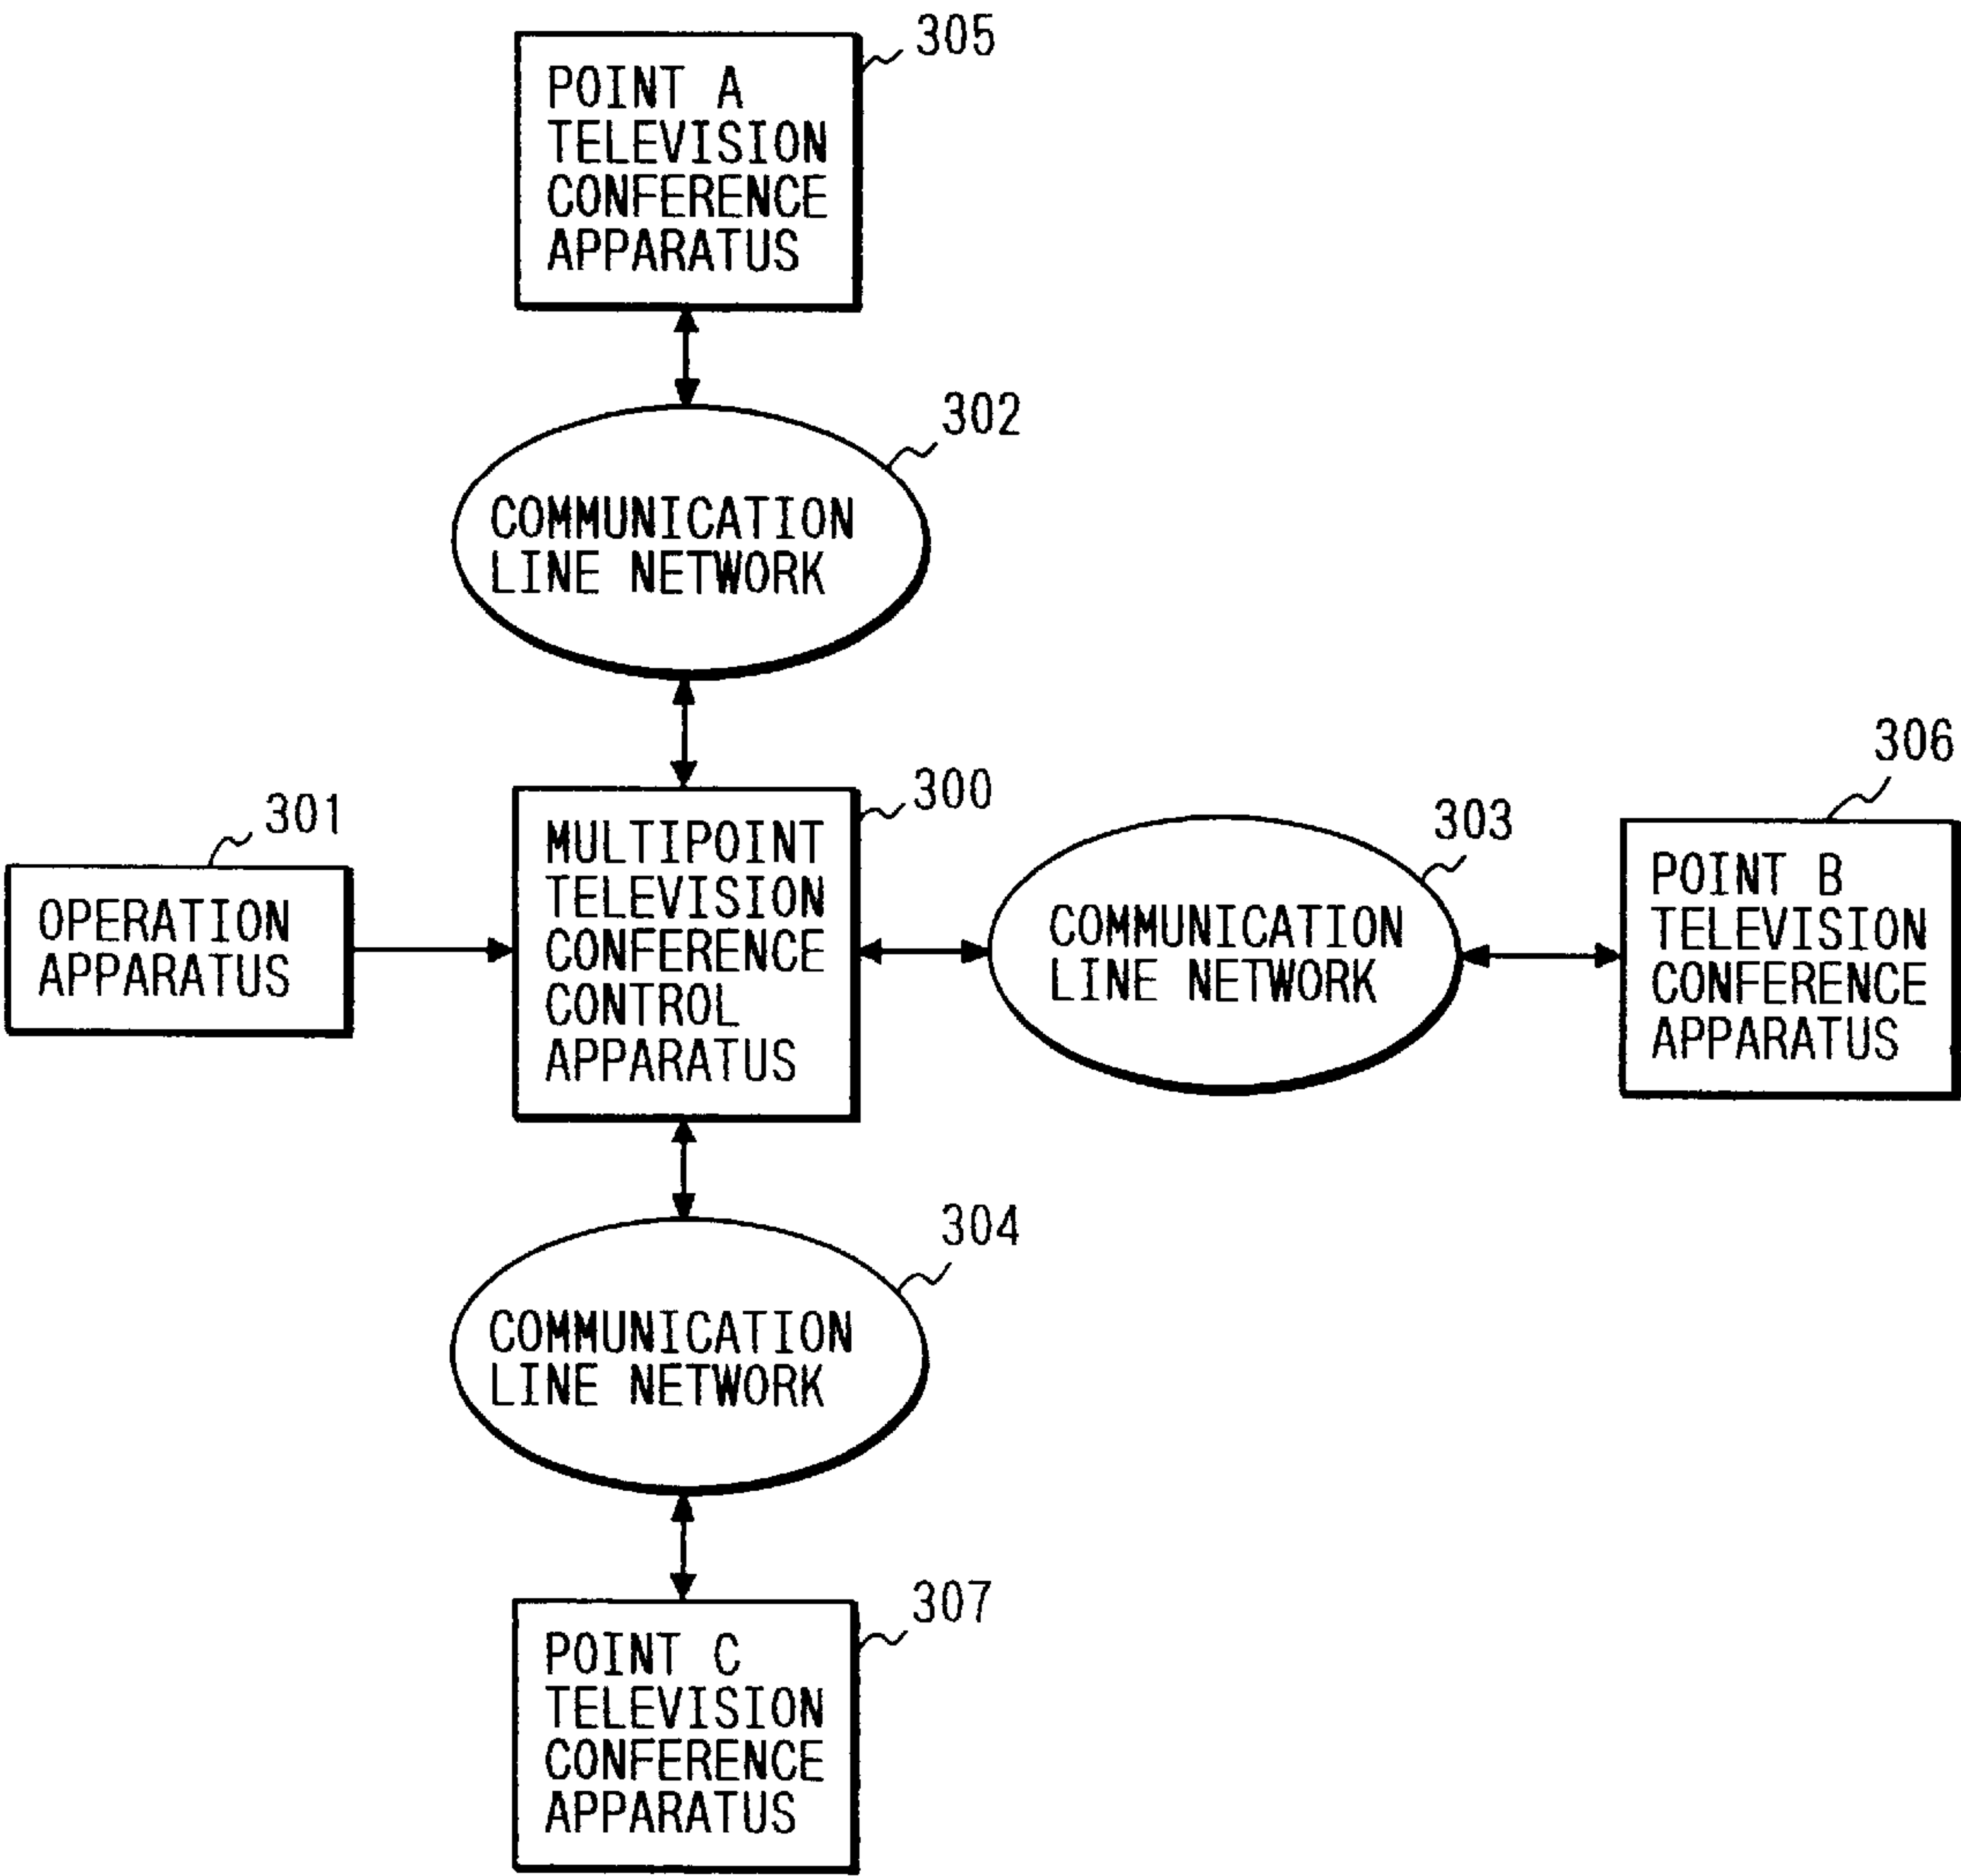 305
POINT A
TELEVISION
CONFERENCE
APPARATUS
302
COMMUNICATION
LINE NETWORK
301
OPERATION
APPARATUS
300
MULTIPOINT
TELEVISION
CONFERENCE
CONTROL
APPARATUS
303
COMMUNICATION
LINE NETWORK
306
POINT B
TELEVISION
CONFERENCE
APPARATUS
304
COMMUNICATION
LINE NETWORK
307
POINT C
TELEVISION
CONFERENCE
APPARATUS